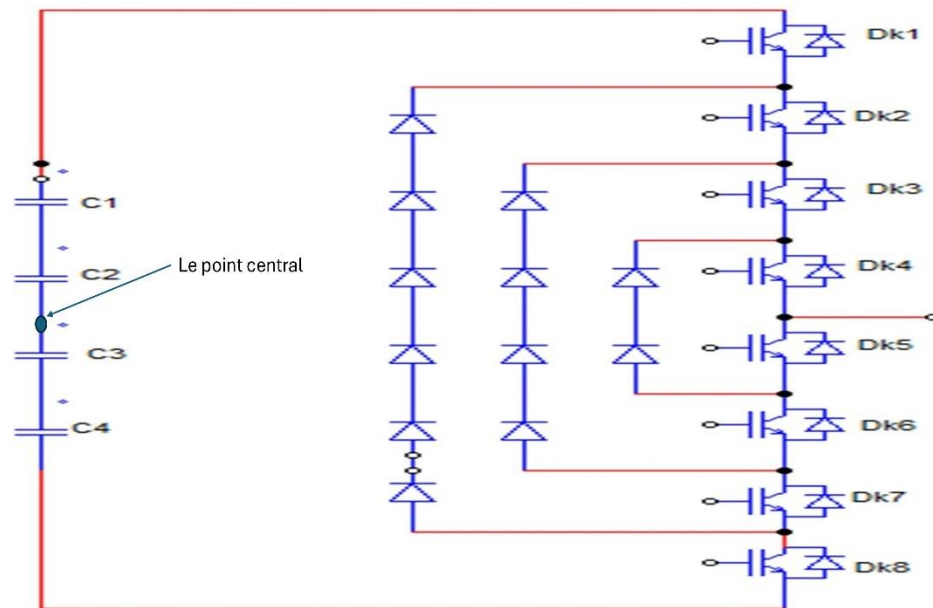 Dk1
Dk2
Dk3
C1
C2
Le point central
Dk4
C3
Dk5
C4
Dk6
Dk7
Dk8